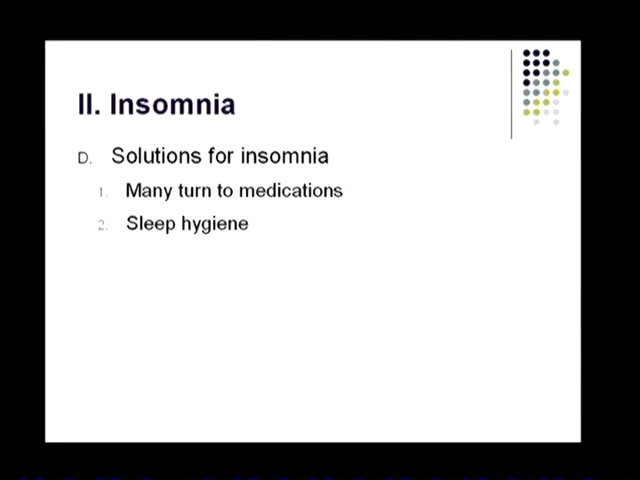 II. Insomnia
D. Solutions for insomnia
1. Many turn to medications
2. Sleep hygiene